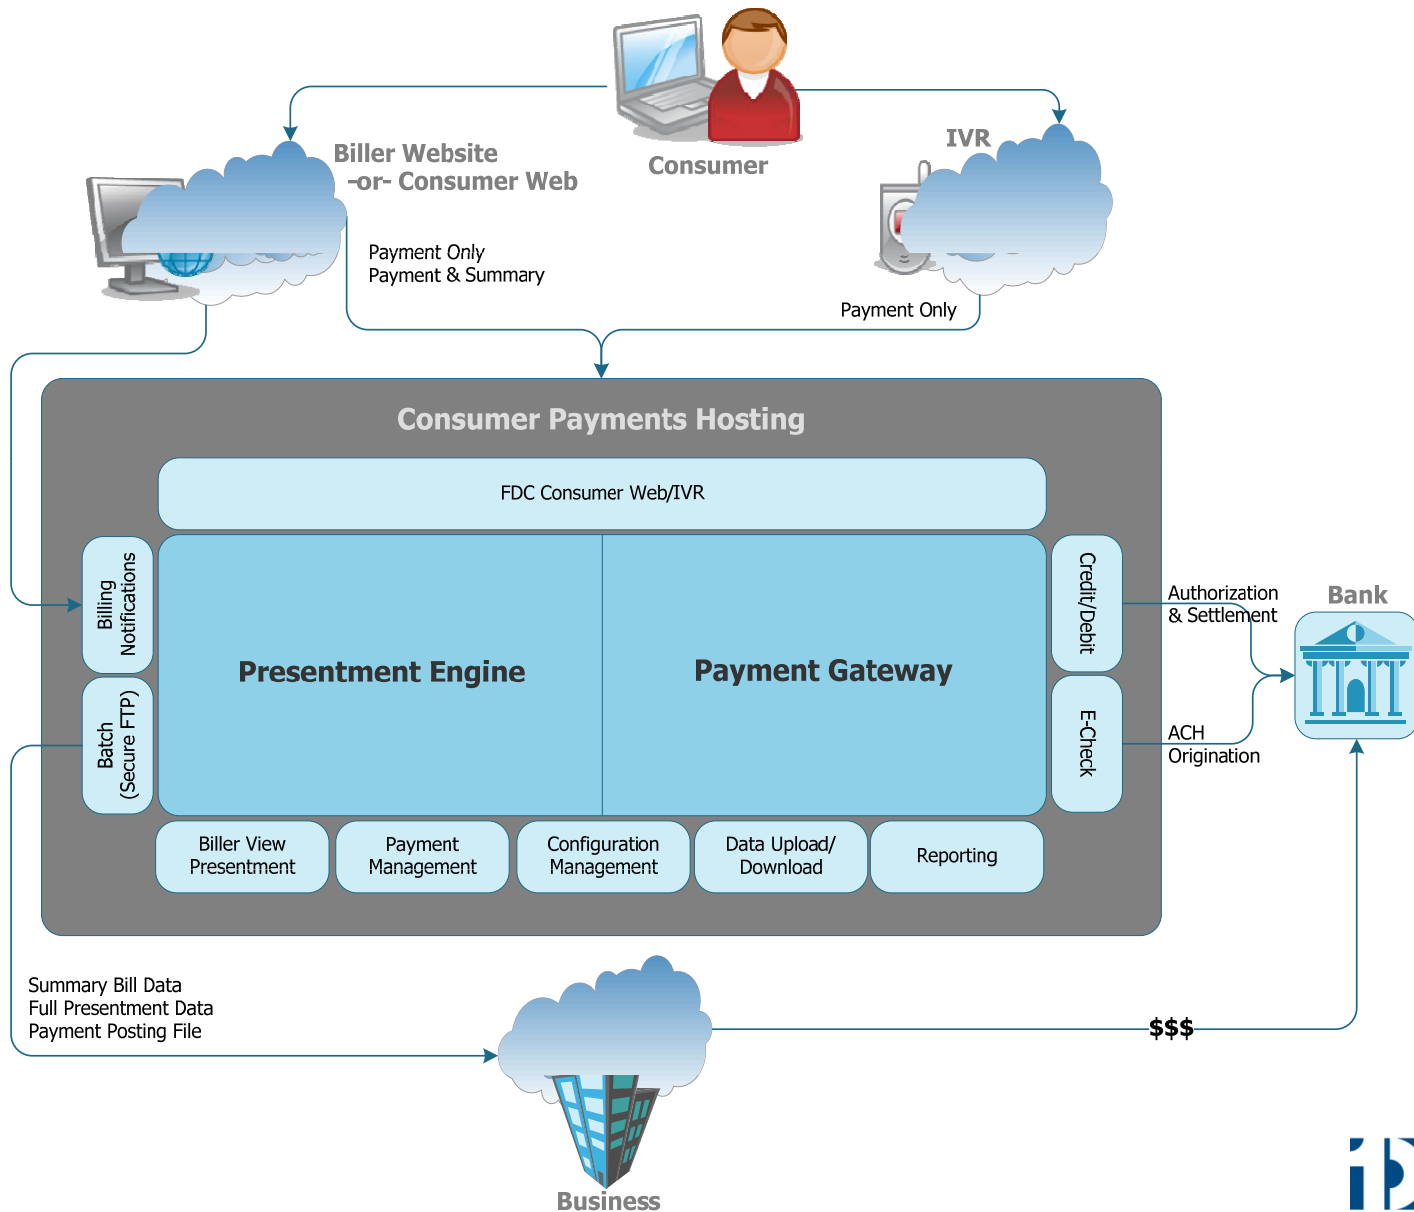 Consumer
IVR
Biller Website
-or- Consumer Web
Payment Only
Payment & Summary
Payment Only
Consumer Payments Hosting
FDC Consumer Web/IVR
Billing
Notifications
Batch
(Secure FTP)
Presentment Engine
Payment Gateway
Credit/Debit
E-Check
Authorization
& Settlement
ACH
Origination
Bank
Biller View
Presentment
Payment
Management
Configuration
Management
Data Upload/
Download
Reporting
Summary Bill Data
Full Presentment Data
Payment Posting File
$$$
Business